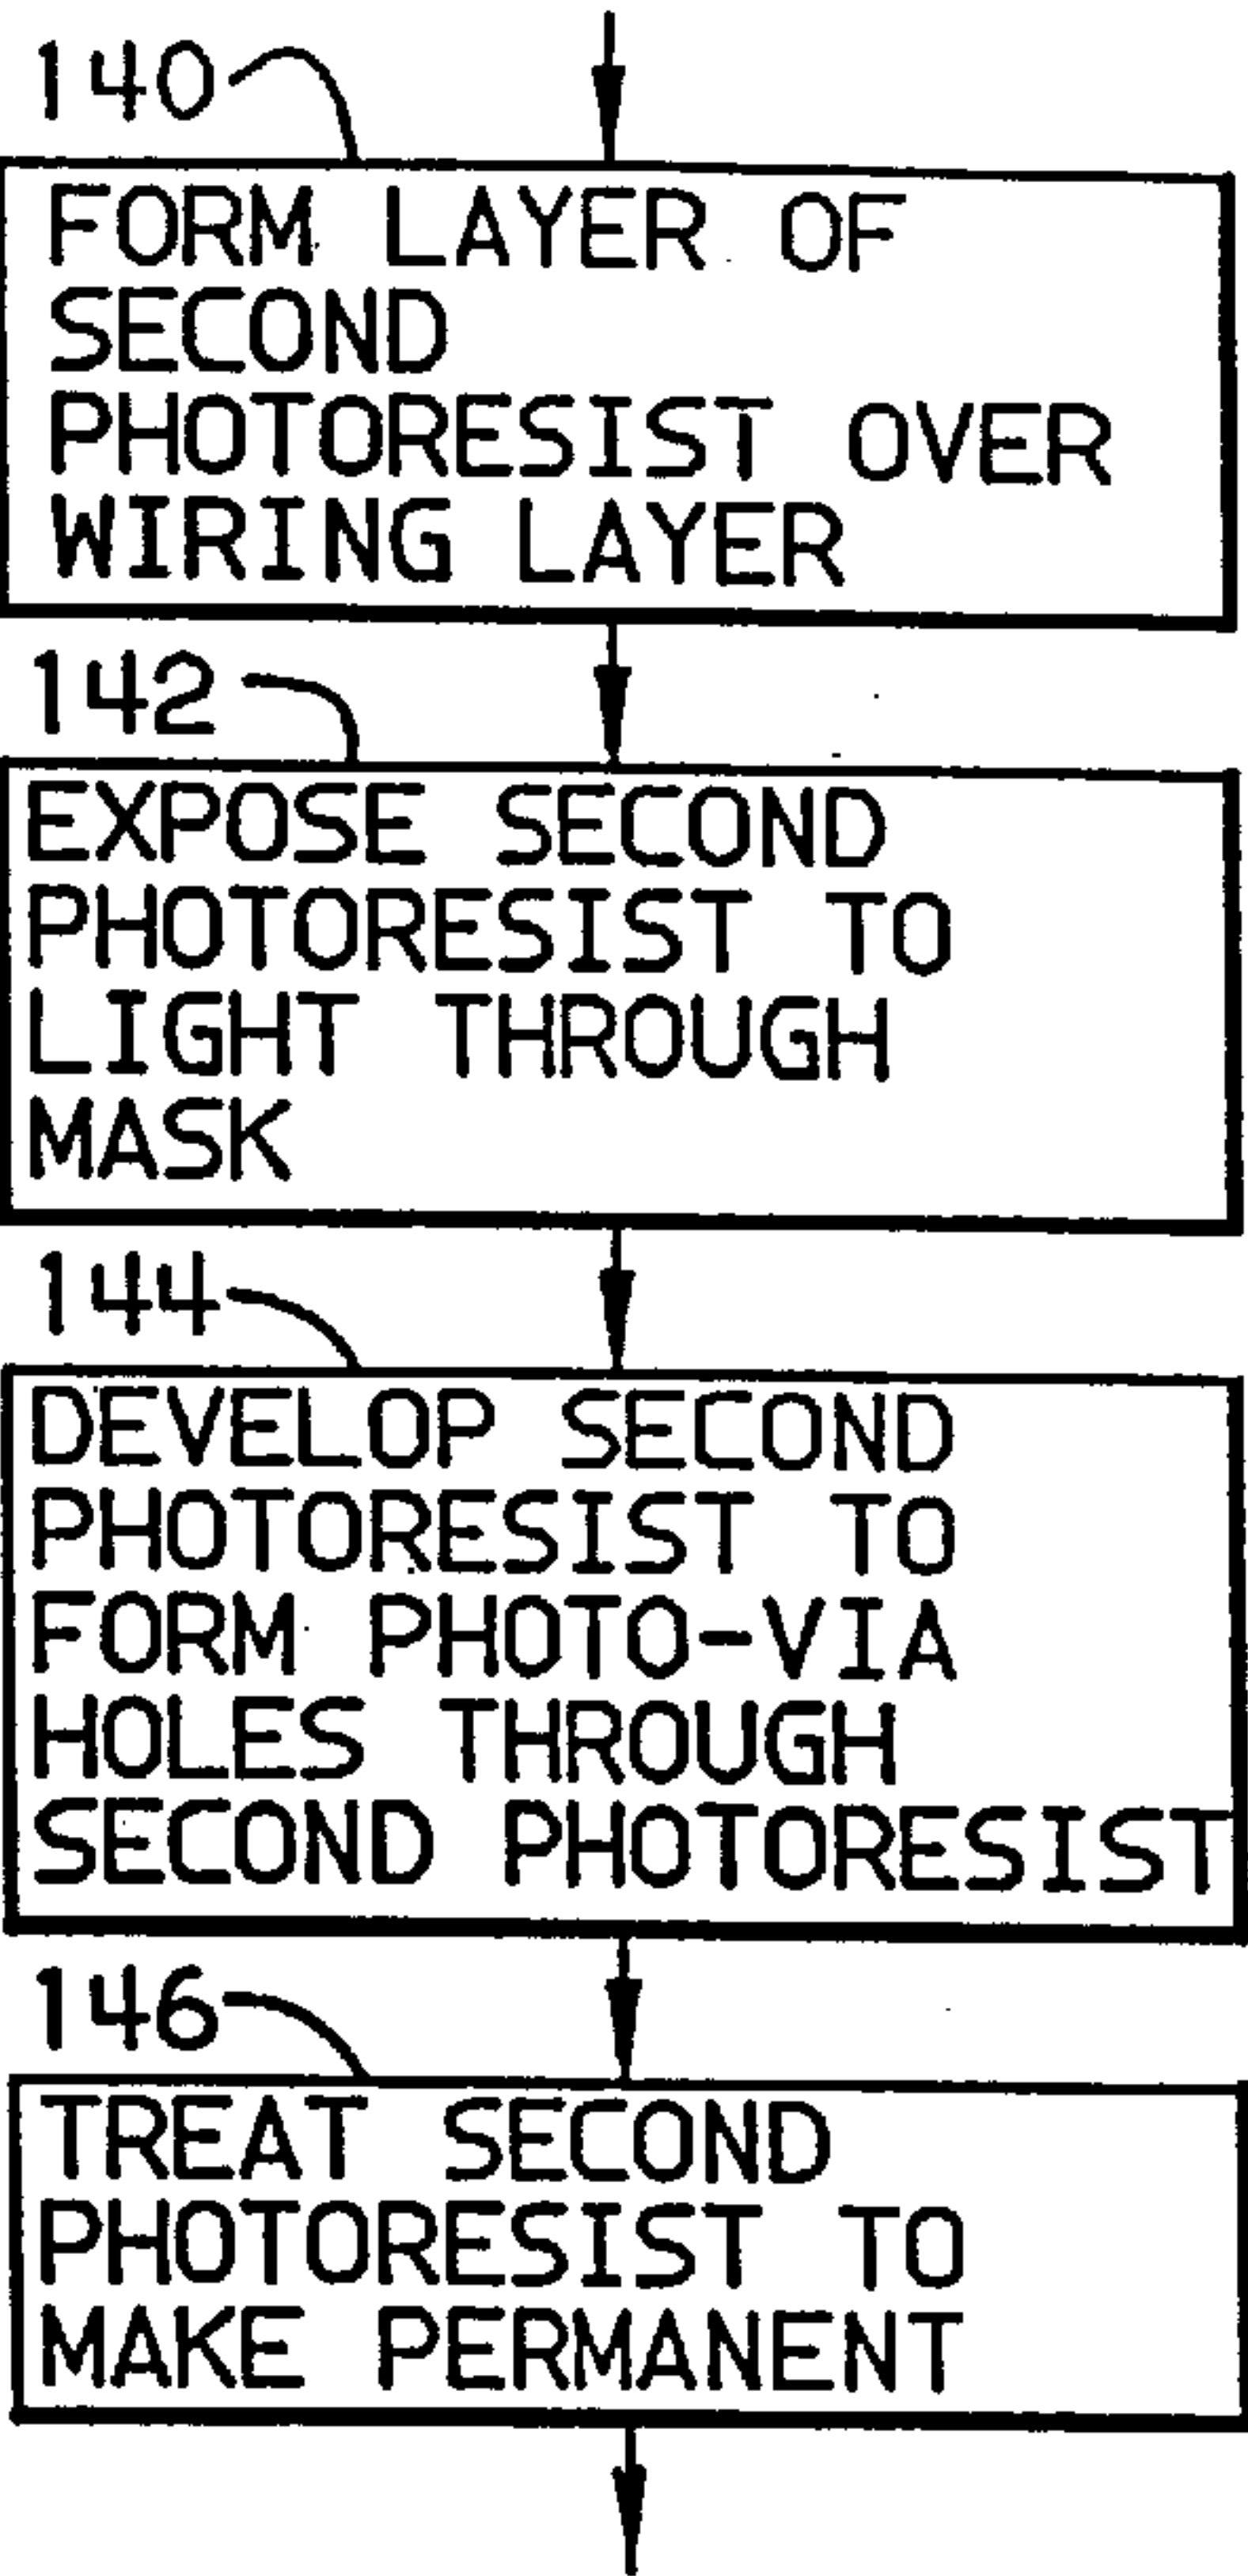 140
FORM LAYER OF
SECOND
PHOTORESIST OVER
WIRING LAYER
142
EXPOSE SECOND
PHOTORESIST TO
LIGHT THROUGH
MASK
144
DEVELOP SECOND
PHOTORESIST TO
FORM PHOTO-VIA
HOLES THROUGH
SECOND PHOTORESIST
146
TREAT SECOND
PHOTORESIST TO
MAKE PERMANENT